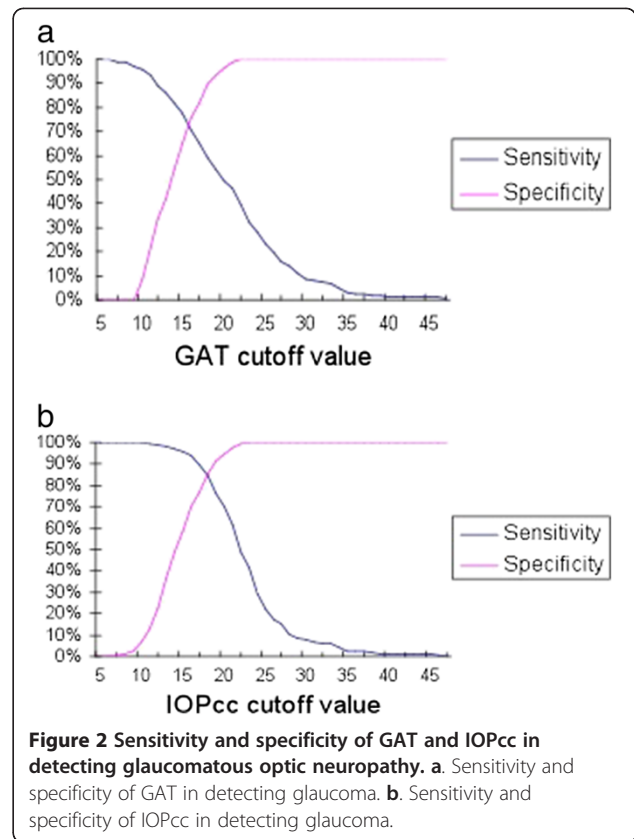 a
100%
90%
80%
70%
60%
50%
40%
30%
20%
10%
0%
5 10 15 20 25 30 35 40 45
GAT cutoff value
Sensitivity
Specificity
b
100%
90%
80%
70%
60%
50%
40%
30%
20%
10%
0%
5 10 15 20 25 30 35 40 45
IOPcc cutoff value
Sensitivity
Specificity
Figure 2 Sensitivity and specificity of GAT and IOPcc in
detecting glaucomatous optic neuropathy. a. Sensitivity and
specificity of GAT in detecting glaucoma. b. Sensitivity and
specificity of IOPcc in detecting glaucoma.